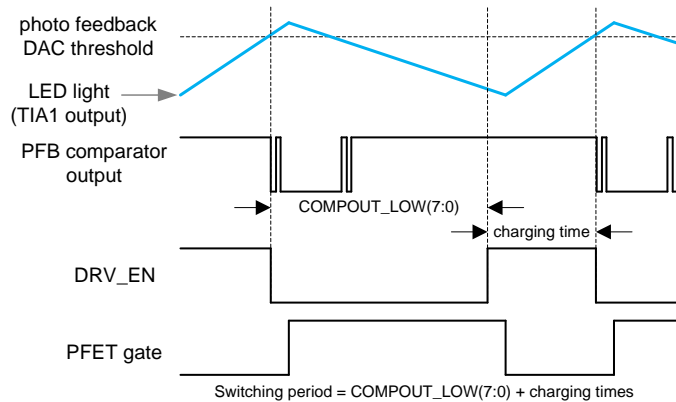 photo feedback
DAC threshold
LED light
(TIA1 output)
PFB comparator
output
COMPOUT_LOW(7:0)
charging time
DRV_EN
PFET gate
Switching period = COMPOUT_LOW(7:0) + charging times